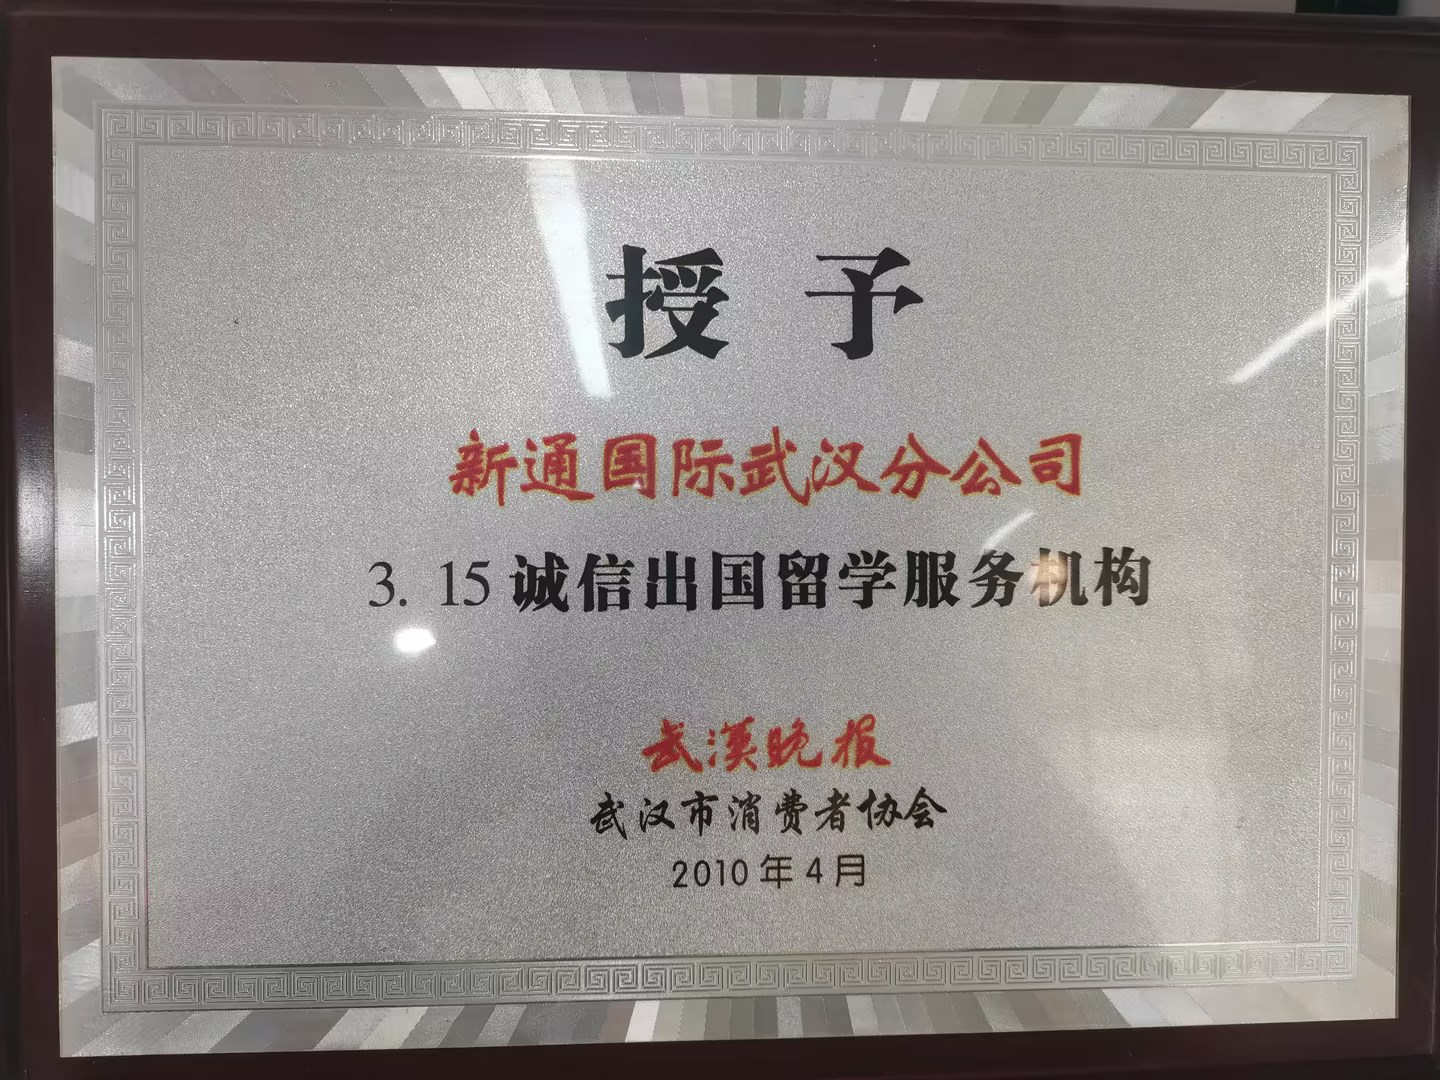 授予
新通国际武汉分公司
3.15诚信出国留学服务机构
武漢晚报
武汉市消费者协会
2010年4月